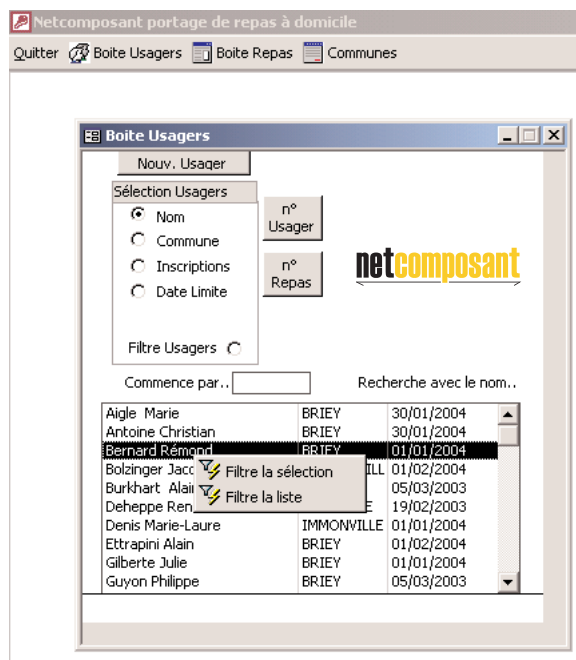 Netcomposant portage de repas à domicile
Quitter Boite Usagers Boite Repas Communes
Boite Usagers
Nouv. Usager
Sélection Usagers
Nom
Commune
Inscriptions
Date Limite
Filtre Usagers
n° Usager
n° Repas
netcomposant
Commence par.. Recherche avec le nom..
Aigle Marie BRIEY 30/01/2004
Antoine Christian BRIEY 30/01/2004
Bernard Rémond BRIEY 01/01/2004
Bolzinger Jacc ILL 01/02/2004
Filtre la sélection
Burkhart Alai 05/03/2003
Filtre la liste
Deheppe Ren E 19/02/2003
Denis Marie-Laure IMMONVILLE 01/01/2004
Ettrapini Alain BRIEY 01/02/2004
Gilberte Julie BRIEY 01/01/2004
Guyon Philippe BRIEY 05/03/2003